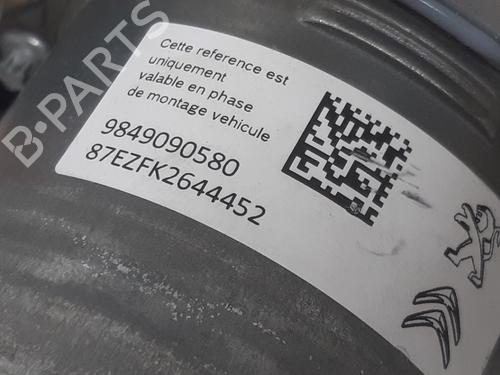 B-PARTS
Cette reference est
uniquement
valable en phase
de montage vehicule
9849090580
87EZFK2644452